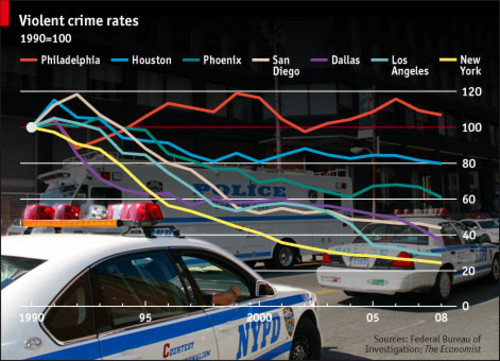 Violent crime rates
1990=100
Philadelphia Houston Phoenix San Diego Dallas Los Angeles New York
120
100
80
60
40
20
0
1990 95 2000 05 08
POLICE
COURTESY
NYPD
Sources: Federal Bureau of
Investigation; The Economist